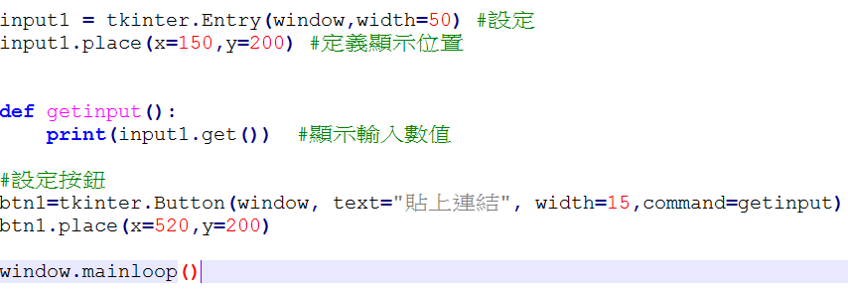 input1 = tkinter.Entry(window,width=50) #設定
input1.place(x=150,y=200) #定義顯示位置
def getinput():
    print(input1.get())  #顯示輸入數值
#設定按鈕
btn1=tkinter.Button(window, text="貼上連結", width=15,command=getinput)
btn1.place(x=520,y=200)
window.mainloop()